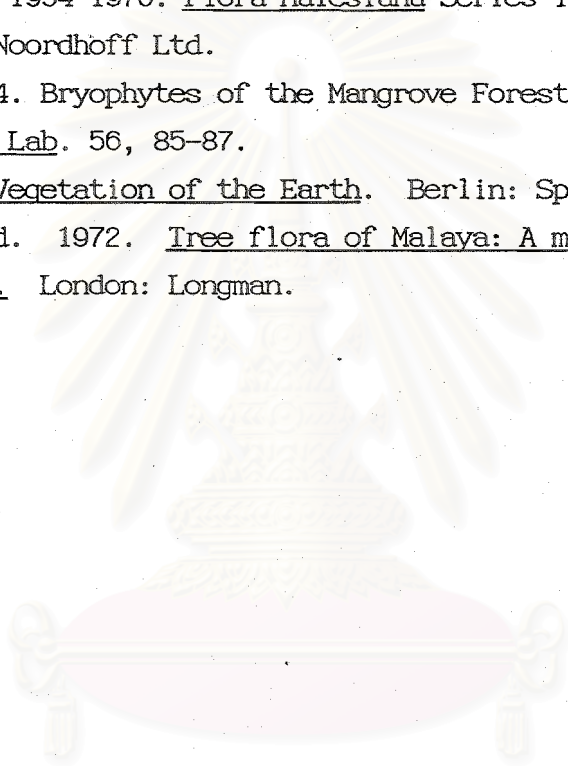 1954-1970. Flora Malesiana Series
Noordhoff Ltd.
4. Bryophytes of the Mangrove Forest
Lab. 56, 85-87.
Vegetation of the Earth. Berlin: Sp
d. 1972. Tree flora of Malaya: A m
. London: Longman.